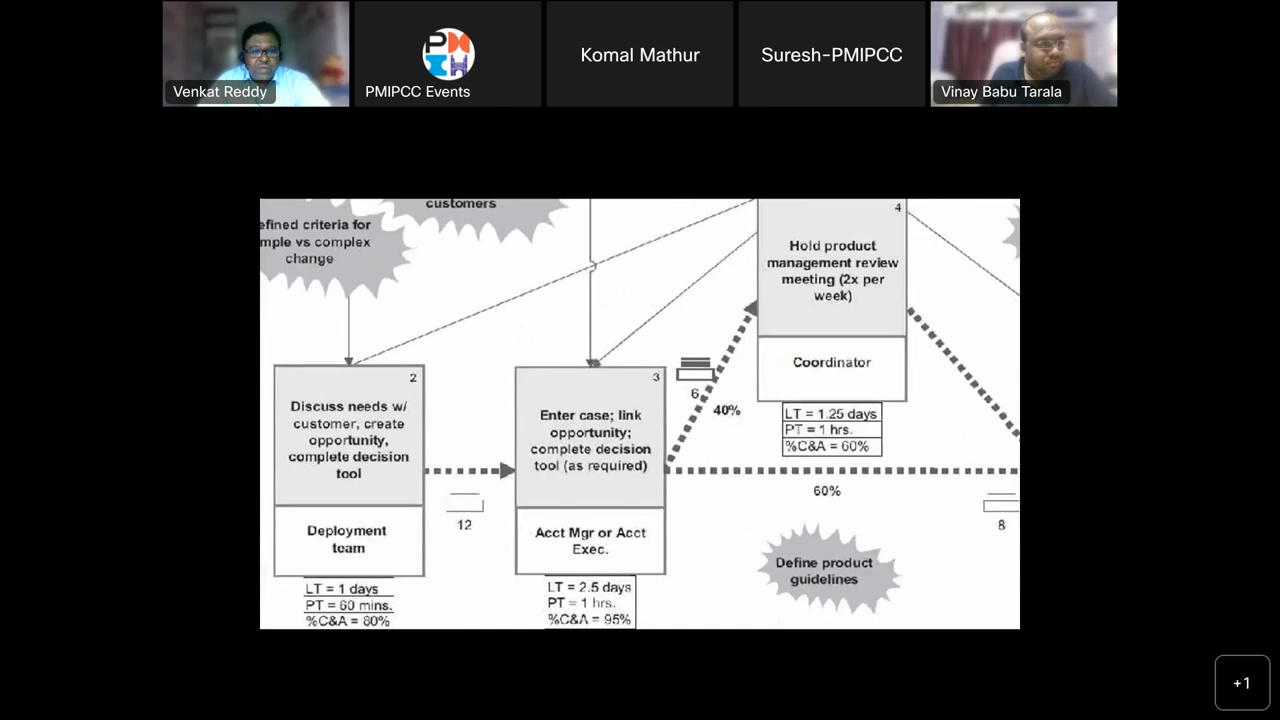 Venkat Reddy
PMIPCC Events
Komal Mathur
Suresh-PMIPCC
Vinay Babu Tarala
efined criteria for
mple vs complex
change
customers
4
Hold product
management review
meeting (2x per
week)
Coordinator
LT = 1.25 days
PT = 1 hrs.
%C&A = 60%
2
Discuss needs w/
customer, create
opportunity,
complete decision
tool
Deployment
team
LT = 1 days
PT = 60 mins.
%C&A = 80%
12
3
Enter case; link
opportunity;
complete decision
tool (as required)
Acct Mgr or Acct
Exec.
LT = 2.5 days
PT = 1 hrs.
%C&A = 95%
6
40%
60%
8
Define product
guidelines
+1